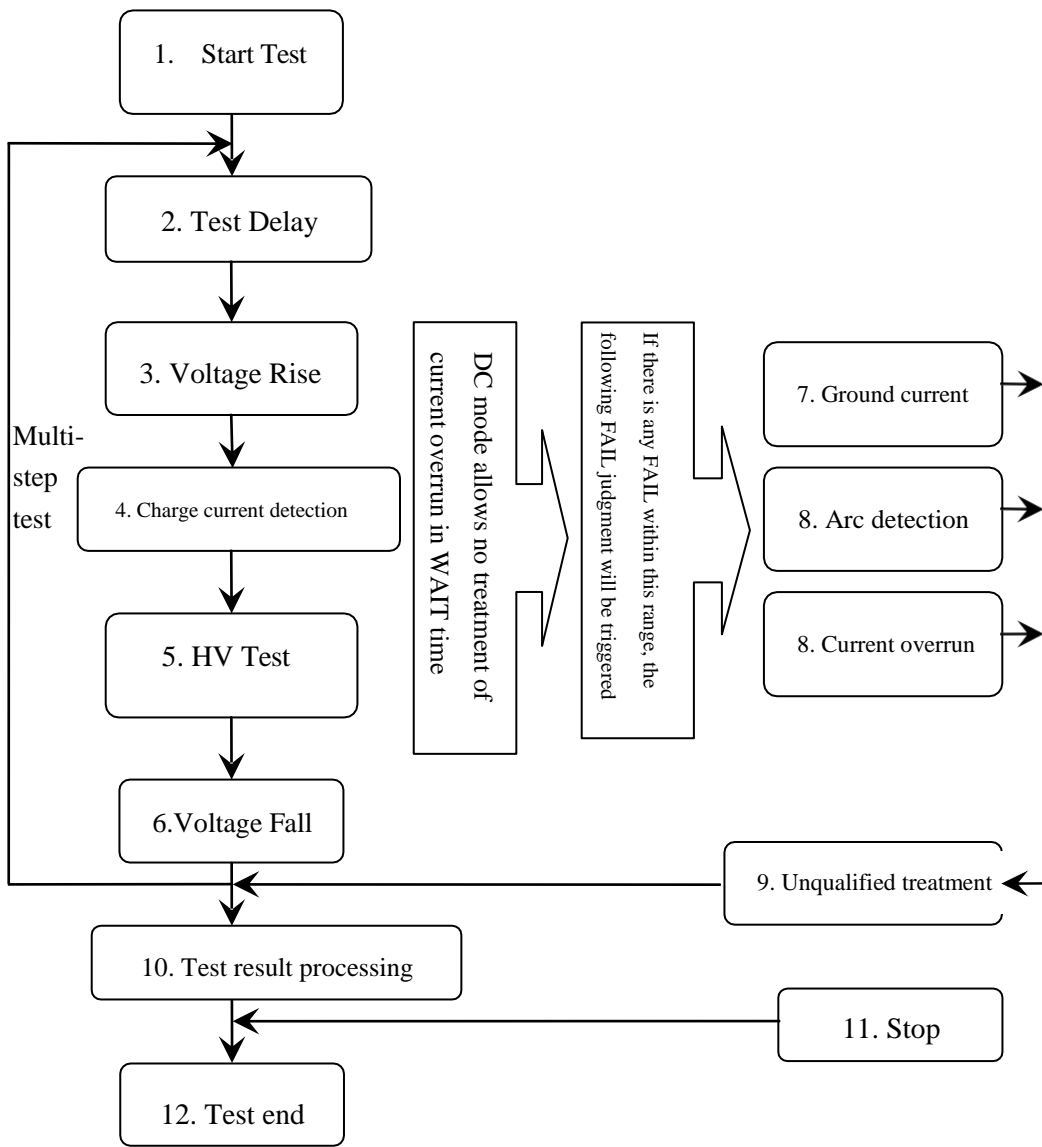 1. Start Test
2. Test Delay
3. Voltage Rise
Multi-
step
test
4. Charge current detection
5. HV Test
6.Voltage Fall
DC mode allows no treatment of
current overrun in WAIT time
If there is any FAIL within this range, the
following FAIL judgment will be triggered
7. Ground current
8. Arc detection
8. Current overrun
9. Unqualified treatment
10. Test result processing
11. Stop
12. Test end